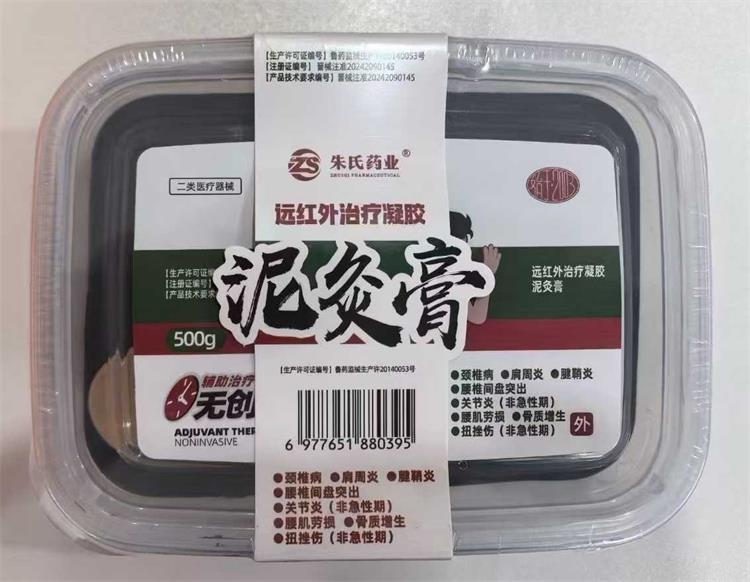 【生产许可证编号】鲁药监械生产许20140053号
【注册证编号】晋械注准20242090145
【产品技术要求编号】晋械注准20242090145
ZS 朱氏药业®
ZHUSHI PHARMACEUTICAL
远红外治疗凝胶
泥灸膏
二类医疗器械
【生产许可证编
【注册证编号】
【产品技术要求
500g
辅助治疗
无创
ADJUVANT THER
NONINVASIVE
【生产许可证编号】鲁药监械生产许20140053号
6 977651 880395
●颈椎病 ●肩周炎 ●腱鞘炎
●腰椎间盘突出
●关节炎（非急性期）
●腰肌劳损 ●骨质增生
●扭挫伤（非急性期）
远红外治疗凝胶
泥灸膏
●颈椎病 ●肩周炎 ●腱鞘炎
●腰椎间盘突出
●关节炎（非急性期）
●腰肌劳损 ●骨质增生
●扭挫伤（非急性期）
外